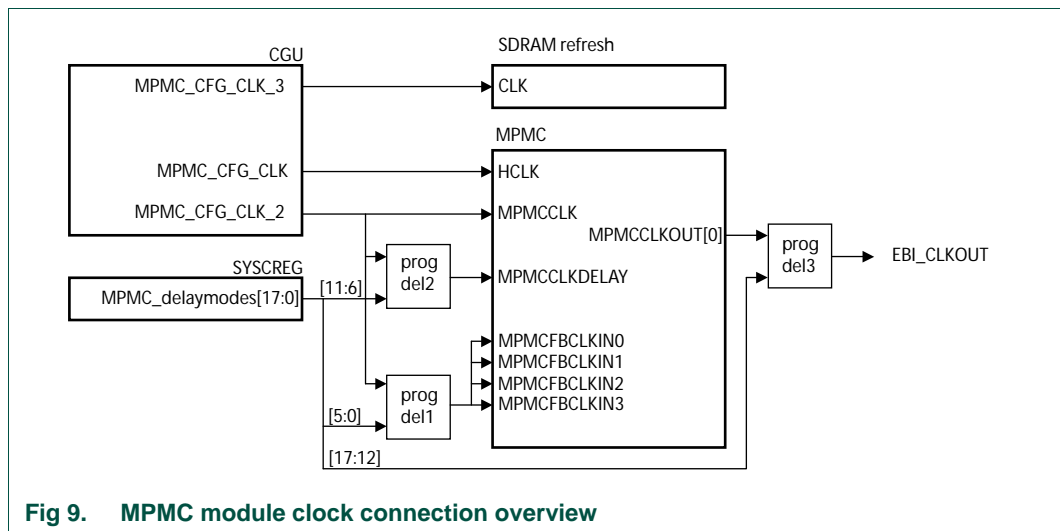 SDRAM refresh
CGU
MPMC_CFG_CLK_3
CLK
MPMC
MPMC_CFG_CLK
HCLK
MPMC_CFG_CLK_2
MPMCCLK
MPMCCLKOUT[0]
prog
del3
EBI_CLKOUT
prog
del2
SYSCREG
MPMCCLKDELAY
MPMC_delaymodes[17:0]
[11:6]
MPMCFBCLKIN0
MPMCFBCLKIN1
MPMCFBCLKIN2
MPMCFBCLKIN3
prog
del1
[5:0]
[17:12]
Fig 9. MPMC module clock connection overview